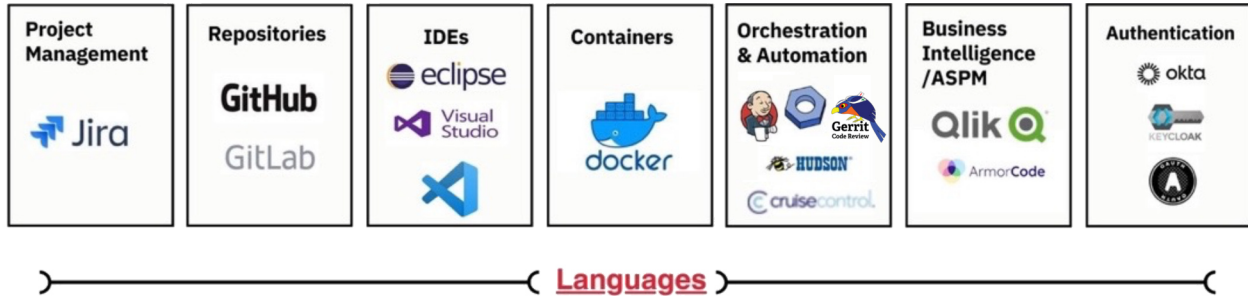 Project
Management
Jira
Repositories
GitHub
GitLab
IDEs
eclipse
Visual
Studio
Containers
docker
Orchestration
& Automation
Gerrit
Code Review
HUDSON
cruisecontrol.
Business
Intelligence
/ASPM
Qlik
ArmorCode
Authentication
okta
KEYCLOAK
OAUTH
A
Languages